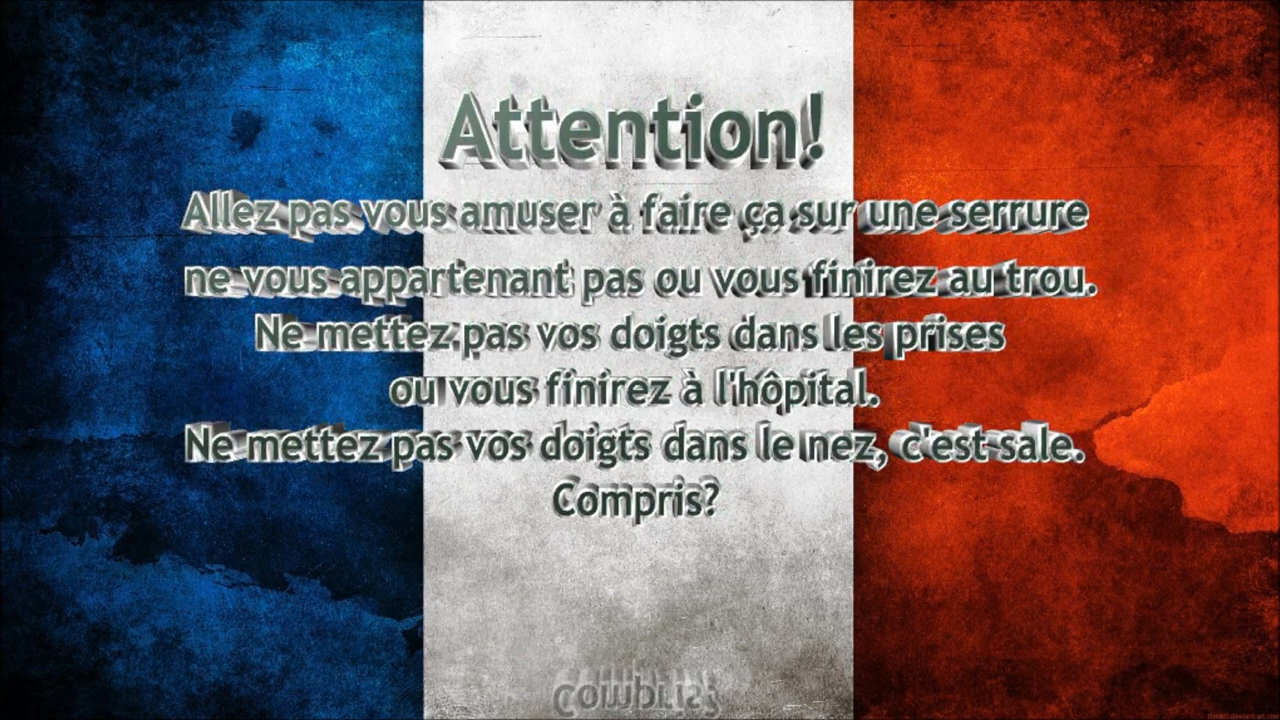 Attention!
Allez pas vous amuser à faire ça sur une serrure
ne vous appartenant pas ou vous finirez au trou.
Ne mettez pas vos doigts dans les prises
ou vous finirez à l'hôpital.
Ne mettez pas vos doigts dans le nez, c'est sale.
Compris?